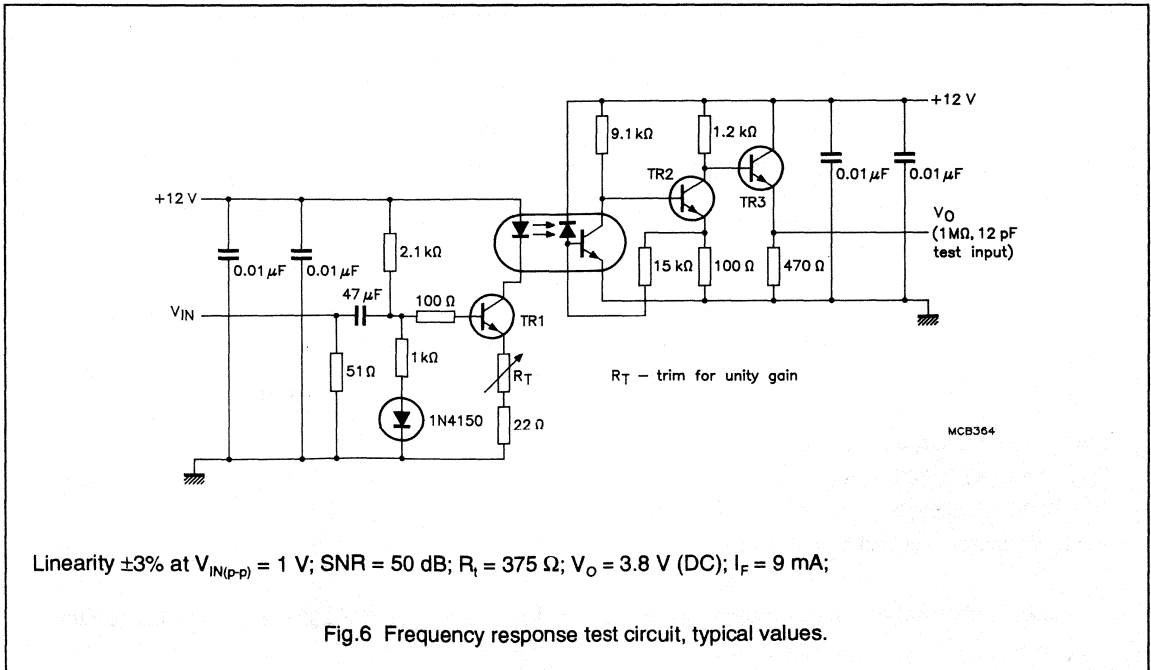 +12 V
9.1 kΩ
1.2 kΩ
TR2
TR3
0.01 μF
0.01 μF
+12 V
VO
(1 MΩ, 12 pF
test input)
0.01 μF
0.01 μF
2.1 kΩ
15 kΩ
100 Ω
470 Ω
47 μF
100 Ω
VIN
TR1
51 Ω
1 kΩ
RT
RT – trim for unity gain
1N4150
22 Ω
MCB364
Linearity ±3% at VIN(p-p) = 1 V; SNR = 50 dB; Rt = 375 Ω; VO = 3.8 V (DC); IF = 9 mA;
Fig.6 Frequency response test circuit, typical values.